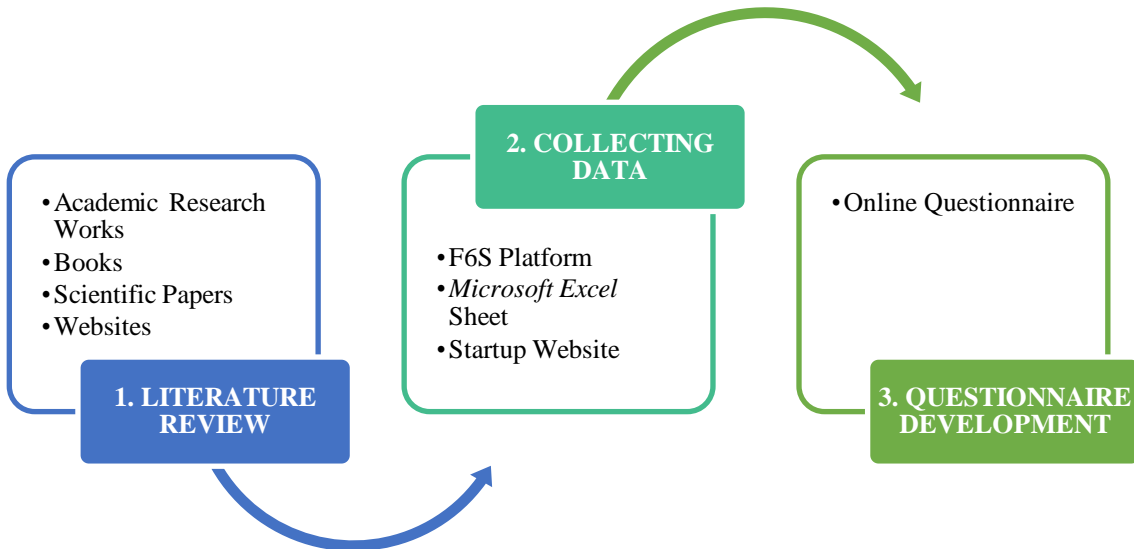 •Academic Research
Works
•Books
•Scientific Papers
•Websites
1. LITERATURE
REVIEW
2. COLLECTING
DATA
•F6S Platform
•Microsoft Excel
Sheet
•Startup Website
•Online Questionnaire
3. QUESTIONNAIRE
DEVELOPMENT